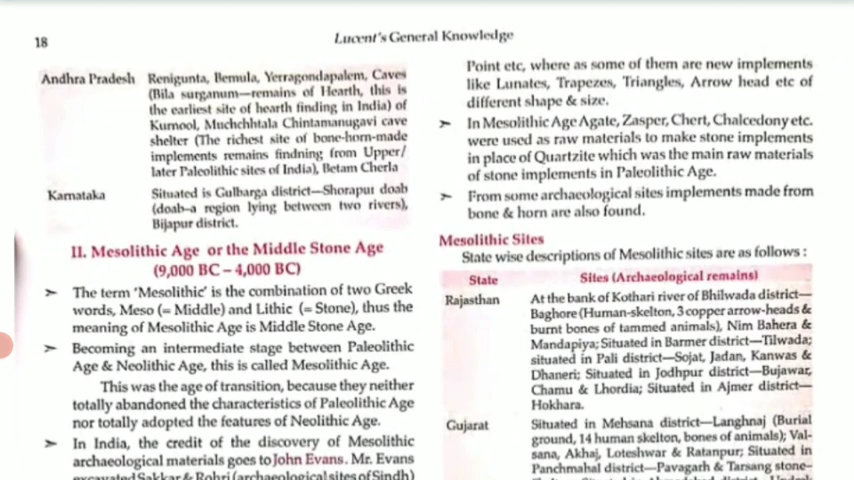 18
Lucent's General Knowledge
Andhra Pradesh Renigunta, Bemula, Yerragondapalem, Caves
(Bila surganum—remains of Hearth, this is
the earliest site of hearth finding in India) of
Kurnool, Muchchhtala Chintamanugavi cave
shelter (The richest site of bone-horn-made
implements remains findning from Upper/
later Paleolithic sites of India), Betam Cherla
Karnataka Situated is Gulbarga district—Shorapur doab
(doab–a region lying between two rivers),
Bijapur district.
II. Mesolithic Age or the Middle Stone Age
(9,000 BC – 4,000 BC)
➢ The term 'Mesolithic' is the combination of two Greek
words, Meso (= Middle) and Lithic (= Stone), thus the
meaning of Mesolithic Age is Middle Stone Age.
➢ Becoming an intermediate stage between Paleolithic
Age & Neolithic Age, this is called Mesolithic Age.
This was the age of transition, because they neither
totally abandoned the characteristics of Paleolithic Age
nor totally adopted the features of Neolithic Age.
➢ In India, the credit of the discovery of Mesolithic
archaeological materials goes to John Evans. Mr. Evans
excavated Sakkar & Rohri (archaeological sites of Sindh)
Point etc, where as some of them are new implements
like Lunates, Trapezes, Triangles, Arrow head etc of
different shape & size.
➢ In Mesolithic Age Agate, Zasper, Chert, Chalcedony etc.
were used as raw materials to make stone implements
in place of Quartzite which was the main raw materials
of stone implements in Paleolithic Age.
➢ From some archaeological sites implements made from
bone & horn are also found.
Mesolithic Sites
State wise descriptions of Mesolithic sites are as follows :
State Sites (Archaeological remains)
Rajasthan At the bank of Kothari river of Bhilwada district—
Baghore (Human-skelton, 3 copper arrow-heads &
burnt bones of tammed animals), Nim Bahera &
Mandapiya; Situated in Barmer district—Tilwada;
situated in Pali district—Sojat, Jadan, Kanwas &
Dhaneri; Situated in Jodhpur district—Bujawar,
Chamu & Lhordia; Situated in Ajmer district—
Hokhara.
Gujarat Situated in Mehsana district—Langhnaj (Burial
ground, 14 human skelton, bones of animals); Val-
sana, Akhaj, Loteshwar & Ratanpur; Situated in
Panchmahal district—Pavagarh & Tarsang stone-